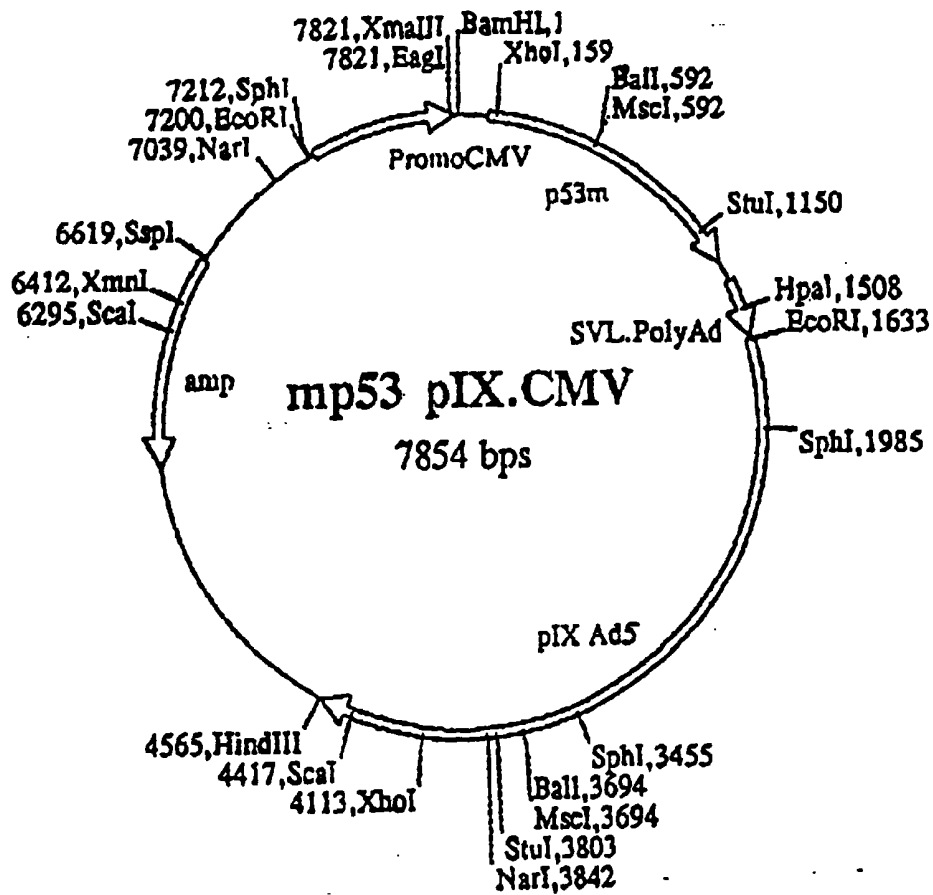 7821,XmaIII
BamHI,1
7821,EagI
XhoI,159
BalI,592
MscI,592
7212,SphI
7200,EcoRI
7039,NarI
PromoCMV
p53m
StuI,1150
6619,SspI
6412,XmnI
6295,ScaI
HpaI,1508
EcoRI,1633
SVL.PolyAd
amp
mp53 pIX.CMV
7854 bps
SphI,1985
pIX Ad5
4565,HindIII
4417,ScaI
4113,XhoI
SphI,3455
BalI,3694
MscI,3694
StuI,3803
NarI,3842